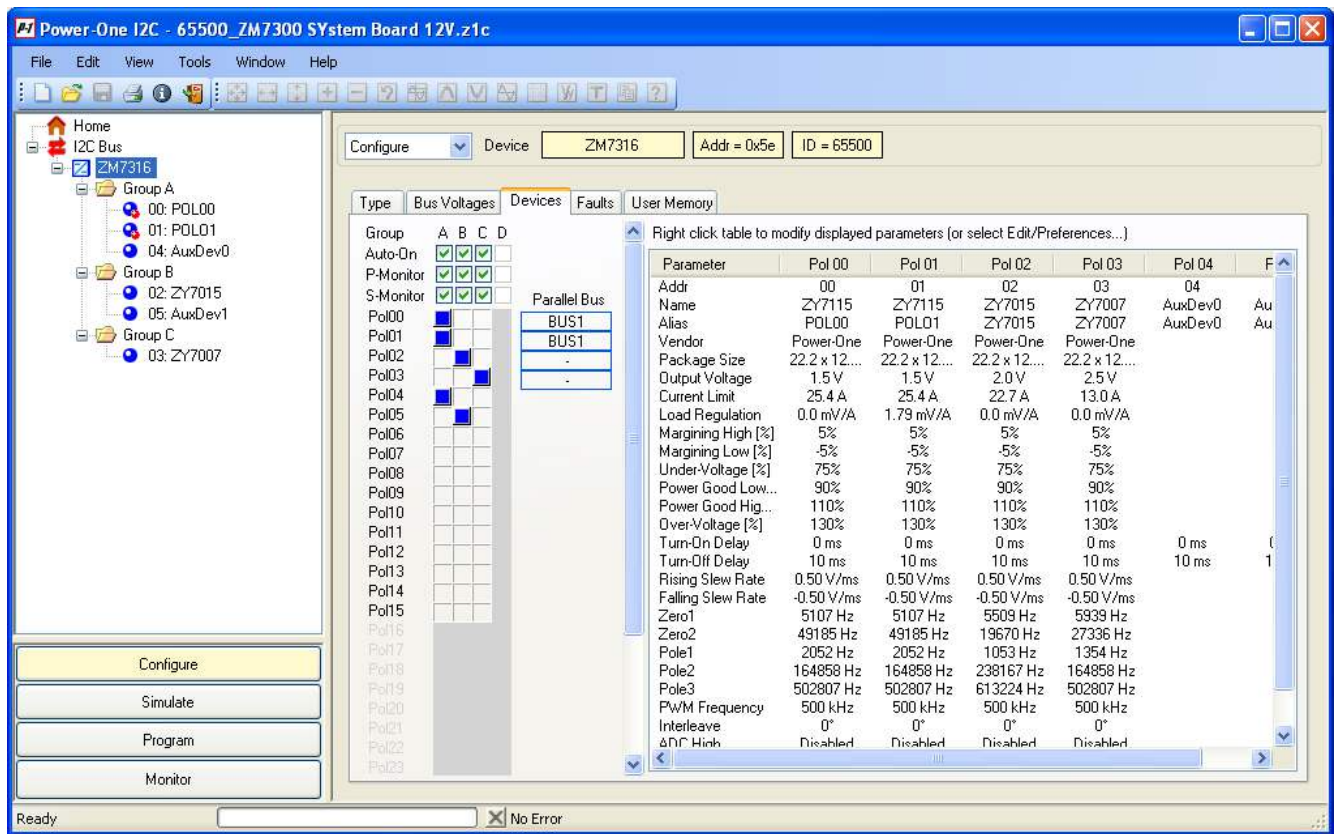 Power-One I2C - 65500_ZM7300 SYstem Board 12V.z1c
File Edit View Tools Window Help
Home
I2C Bus
ZM7316
Group A
00: POL00
01: POL01
04: AuxDev0
Group B
02: ZY7015
05: AuxDev1
Group C
03: ZY7007
Configure
Simulate
Program
Monitor
Configure Device ZM7316 Addr = 0x5e ID = 65500
Type Bus Voltages Devices Faults User Memory
Group A B C D
Auto-On
P-Monitor
S-Monitor Parallel Bus
Pol00 BUS1
Pol01 BUS1
Pol02 -
Pol03 -
Pol04
Pol05
Pol06
Pol07
Pol08
Pol09
Pol10
Pol11
Pol12
Pol13
Pol14
Pol15
Pol16
Pol17
Pol18
Pol19
Pol20
Pol21
Pol22
Pol23
Right click table to modify displayed parameters (or select Edit/Preferences...)
Parameter Pol 00 Pol 01 Pol 02 Pol 03 Pol 04
Addr 00 01 02 03 04
Name ZY7115 ZY7115 ZY7015 ZY7007 AuxDev0 Au
Alias POL00 POL01 ZY7015 ZY7007 AuxDev0 Au
Vendor Power-One Power-One Power-One Power-One
Package Size 22.2 x 12.... 22.2 x 12.... 22.2 x 12.... 22.2 x 12....
Output Voltage 1.5 V 1.5 V 2.0 V 2.5 V
Current Limit 25.4 A 25.4 A 22.7 A 13.0 A
Load Regulation 0.0 mV/A 1.79 mV/A 0.0 mV/A 0.0 mV/A
Margining High [%] 5% 5% 5% 5%
Margining Low [%] -5% -5% -5% -5%
Under-Voltage [%] 75% 75% 75% 75%
Power Good Low... 90% 90% 90% 90%
Power Good Hig... 110% 110% 110% 110%
Over-Voltage [%] 130% 130% 130% 130%
Turn-On Delay 0 ms 0 ms 0 ms 0 ms 0 ms
Turn-Off Delay 10 ms 10 ms 10 ms 10 ms 10 ms 1
Rising Slew Rate 0.50 V/ms 0.50 V/ms 0.50 V/ms 0.50 V/ms
Falling Slew Rate -0.50 V/ms -0.50 V/ms -0.50 V/ms -0.50 V/ms
Zero1 5107 Hz 5107 Hz 5509 Hz 5939 Hz
Zero2 49185 Hz 49185 Hz 19670 Hz 27336 Hz
Pole1 2052 Hz 2052 Hz 1053 Hz 1354 Hz
Pole2 164858 Hz 164858 Hz 238167 Hz 164858 Hz
Pole3 502807 Hz 502807 Hz 613224 Hz 502807 Hz
PWM Frequency 500 kHz 500 kHz 500 kHz 500 kHz
Interleave 0° 0° 0° 0°
ADC High Disabled Disabled Disabled Disabled
Ready No Error